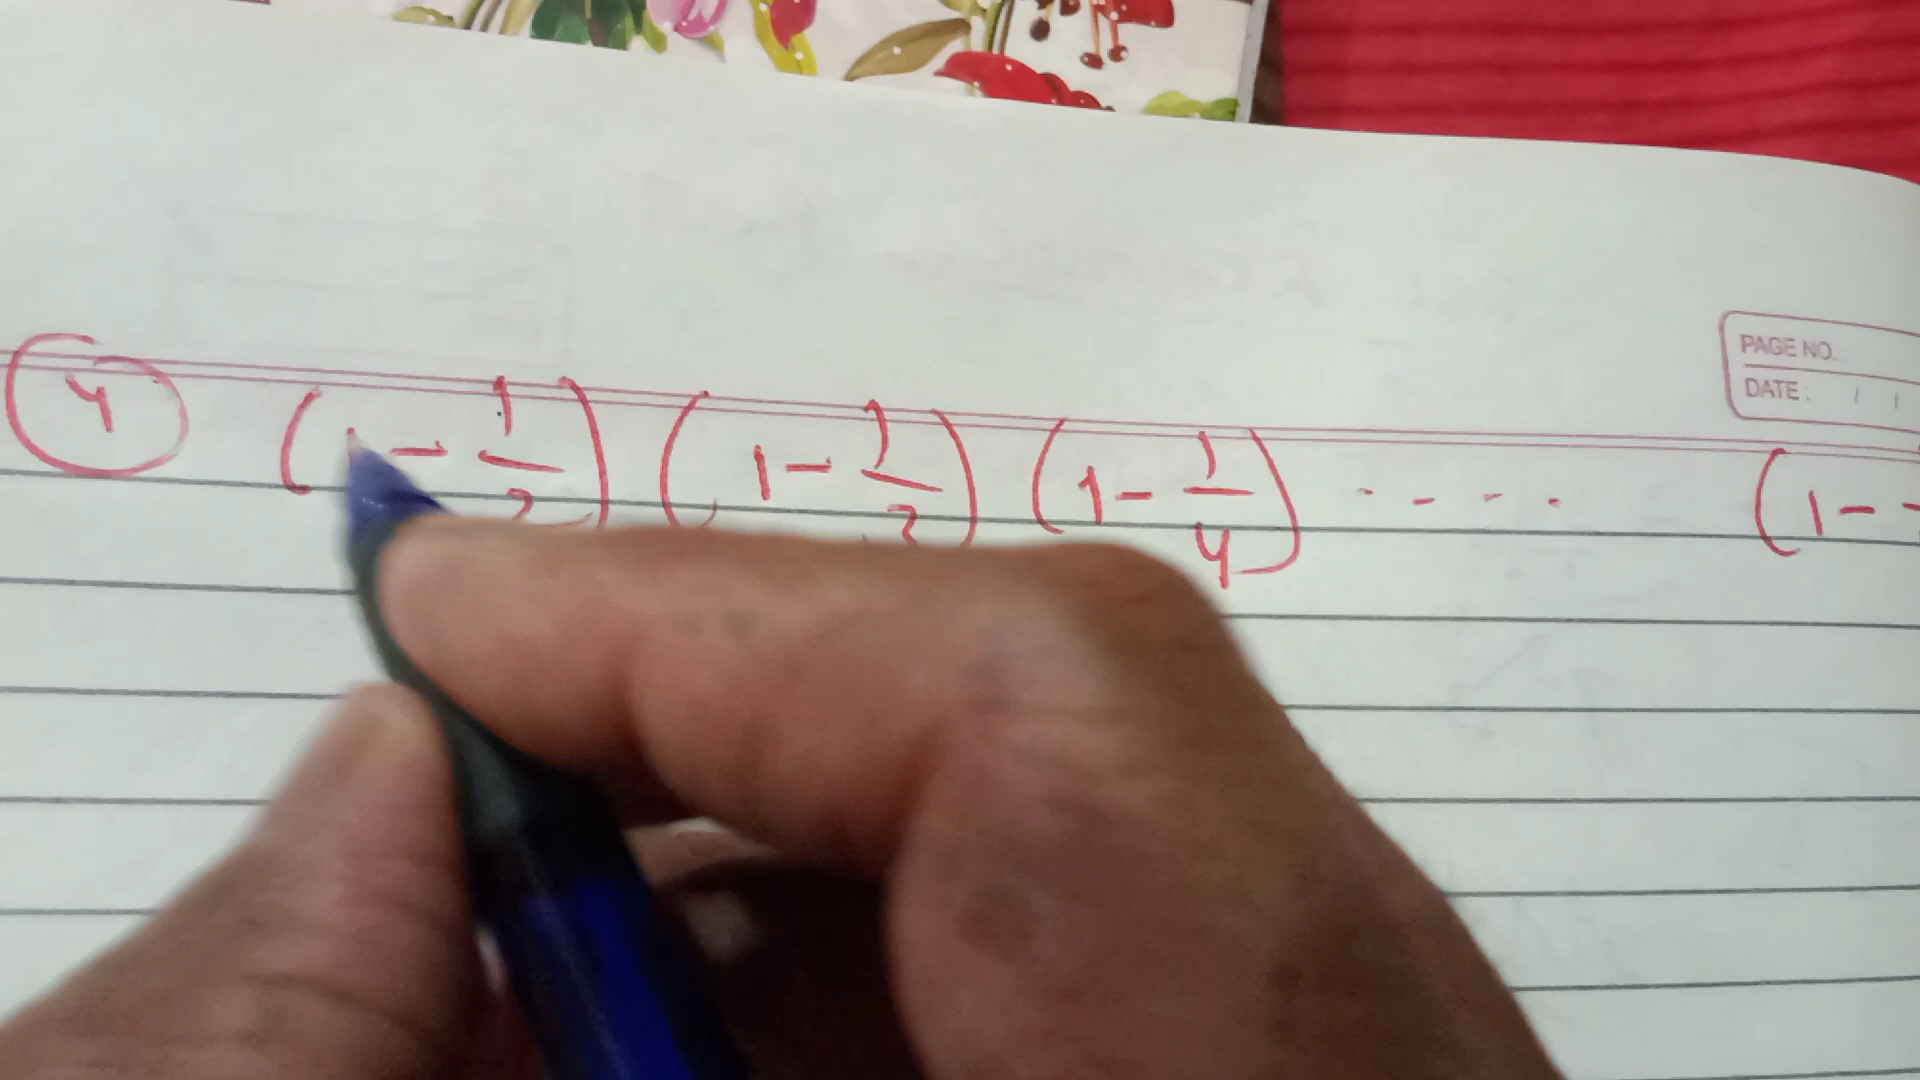 PAGE NO.
DATE: / /
4 (1 - 1/2) (1 - 1/3) (1 - 1/4) - - - - (1 -